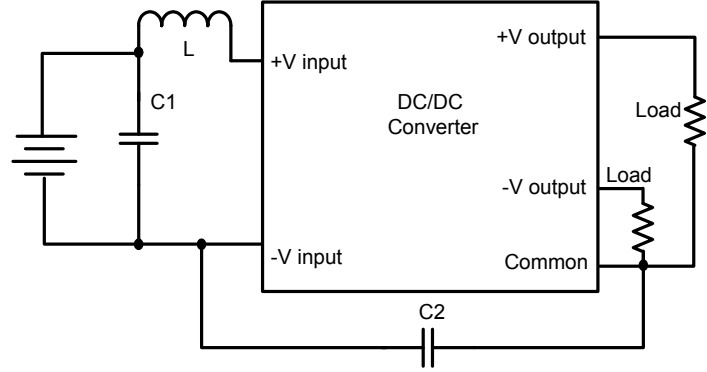 L
+V input
+V output
C1
DC/DC
Converter
Load
Load
-V output
-V input
Common
C2